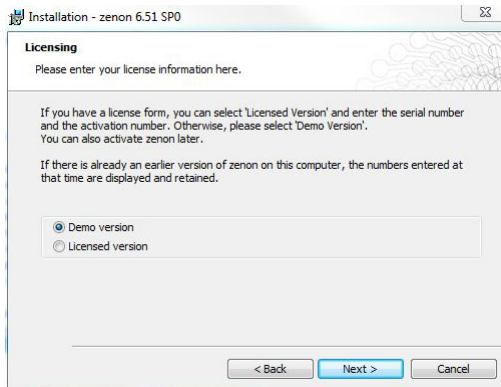 Installation - zenon 6.51 SP0
Licensing
Please enter your license information here.
If you have a license form, you can select 'Licensed Version' and enter the serial number
and the activation number. Otherwise, please select 'Demo Version'.
You can also activate zenon later.
If there is already an earlier version of zenon on this computer, the numbers entered at
that time are displayed and retained.
Demo version
Licensed version
< Back Next > Cancel